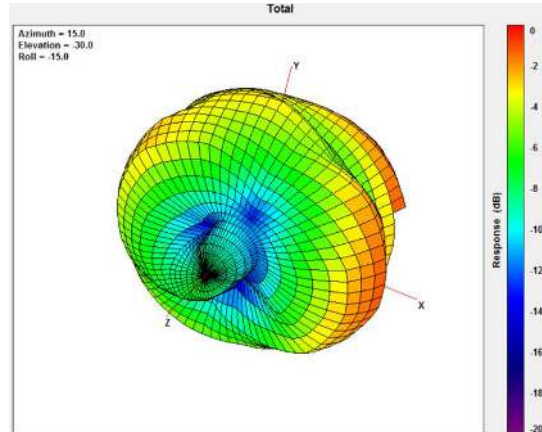 Total
Azimuth = 15.0
Elevation = -30.0
Roll = -15.0
Y
X
Z
0
-2
-4
-6
-8
-10
-12
-14
-16
-18
-20
Response (dB)